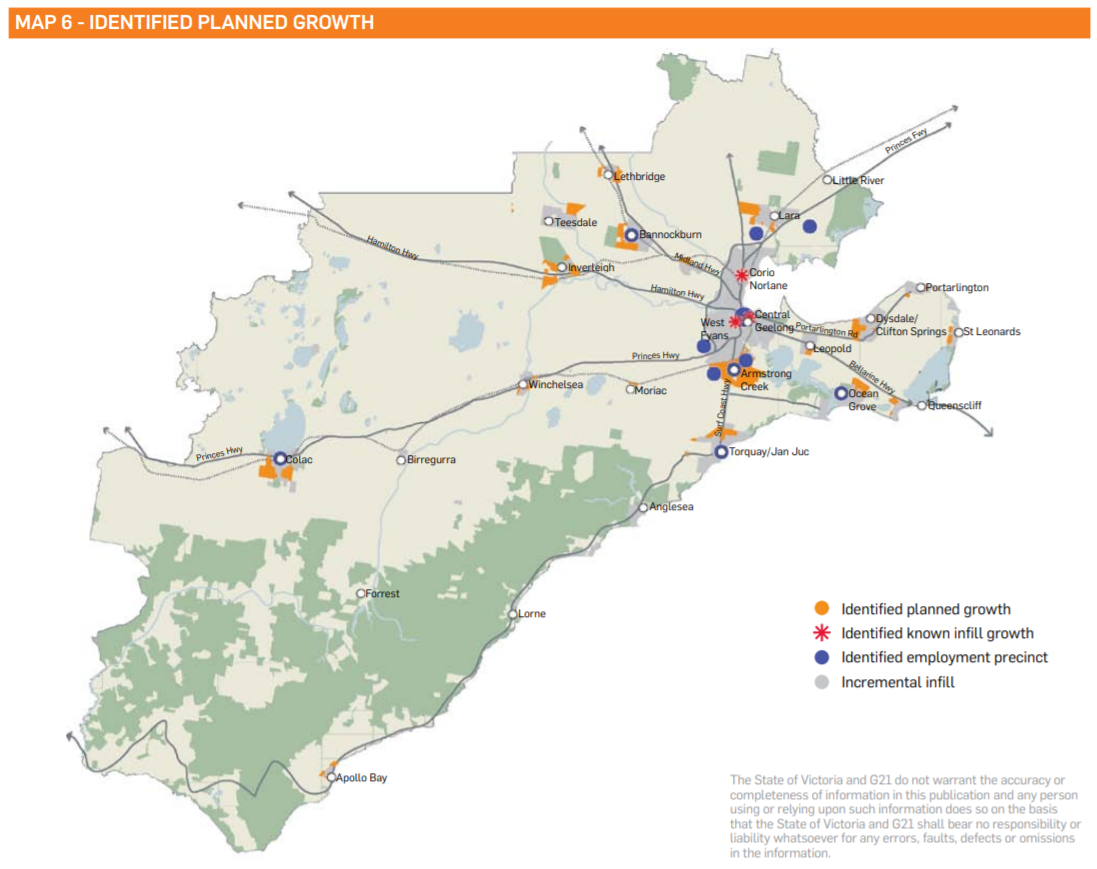 MAP 6 - IDENTIFIED PLANNED GROWTH
Princes Fwy
Little River
Lethbridge
Teesdale
Lara
Bannockburn
Hamilton Hwy
Midland Hwy
Inverleigh
Corio
Norlane
Hamilton Hwy
Portarlington
Central
Geelong
West
Fyans
Portarlington Rd
Dysdale/
Clifton Springs
St Leonards
Leopold
Princes Hwy
Armstrong
Creek
Bellarine Hwy
Winchelsea
Moriac
Ocean
Grove
Queenscliff
Surf Coast Hwy
Princes Hwy
Colac
Birregurra
Torquay/Jan Juc
Anglesea
Forrest
Lorne
Identified planned growth
Identified known infill growth
Identified employment precinct
Incremental infill
Apollo Bay
The State of Victoria and G21 do not warrant the accuracy or
completeness of information in this publication and any person
using or relying upon such information does so on the basis
that the State of Victoria and G21 shall bear no responsibility or
liability whatsoever for any errors, faults, defects or omissions
in the information.